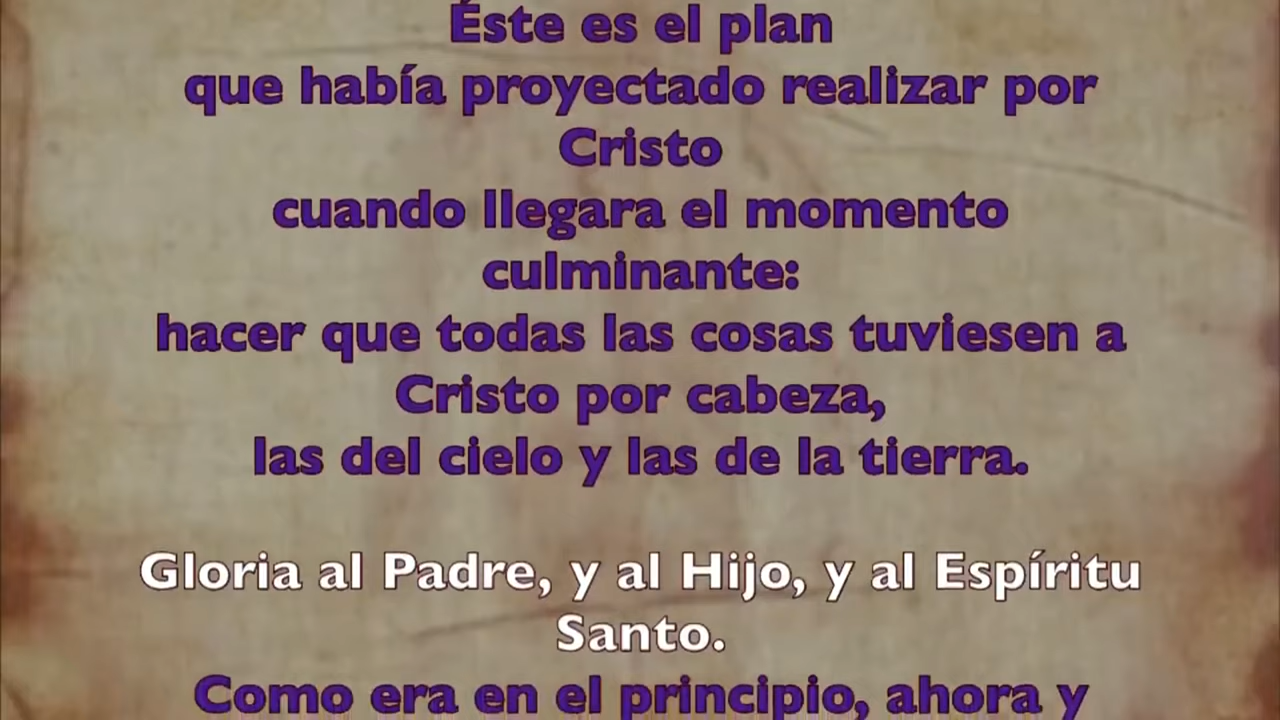 Éste es el plan
que había proyectado realizar por
Cristo
cuando llegara el momento
culminante:
hacer que todas las cosas tuviesen a
Cristo por cabeza,
las del cielo y las de la tierra.
Gloria al Padre, y al Hijo, y al Espíritu
Santo.
Como era en el principio, ahora y